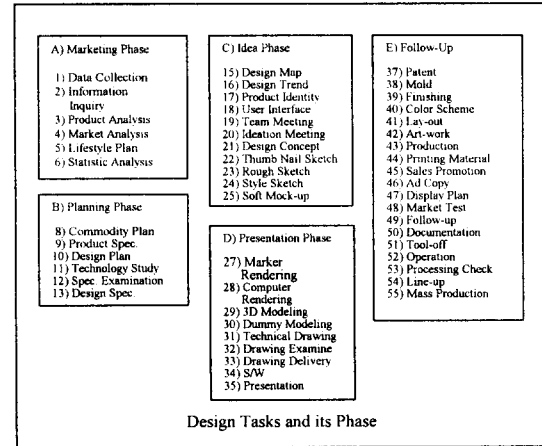 A) Marketing Phase
1) Data Collection
2) Information
Inquiry
3) Product Analysis
4) Market Analysis
5) Lifestyle Plan
6) Statistic Analysis
B) Planning Phase
8) Commodity Plan
9) Product Spec.
10) Design Plan
11) Technology Study
12) Spec. Examination
13) Design Spec.
C) Idea Phase
15) Design Map
16) Design Trend
17) Product Identity
18) User Interface
19) Team Meeting
20) Ideation Meeting
21) Design Concept
22) Thumb Nail Sketch
23) Rough Sketch
24) Style Sketch
25) Soft Mock-up
D) Presentation Phase
27) Marker
Rendering
28) Computer
Rendering
29) 3D Modeling
30) Dummy Modeling
31) Technical Drawing
32) Drawing Examine
33) Drawing Delivery
34) S/W
35) Presentation
E) Follow-Up
37) Patent
38) Mold
39) Finishing
40) Color Scheme
41) Lay-out
42) Art-work
43) Production
44) Printing Material
45) Sales Promotion
46) Ad Copy
47) Display Plan
48) Market Test
49) Follow-up
50) Documentation
51) Tool-off
52) Operation
53) Processing Check
54) Line-up
55) Mass Production
Design Tasks and its Phase